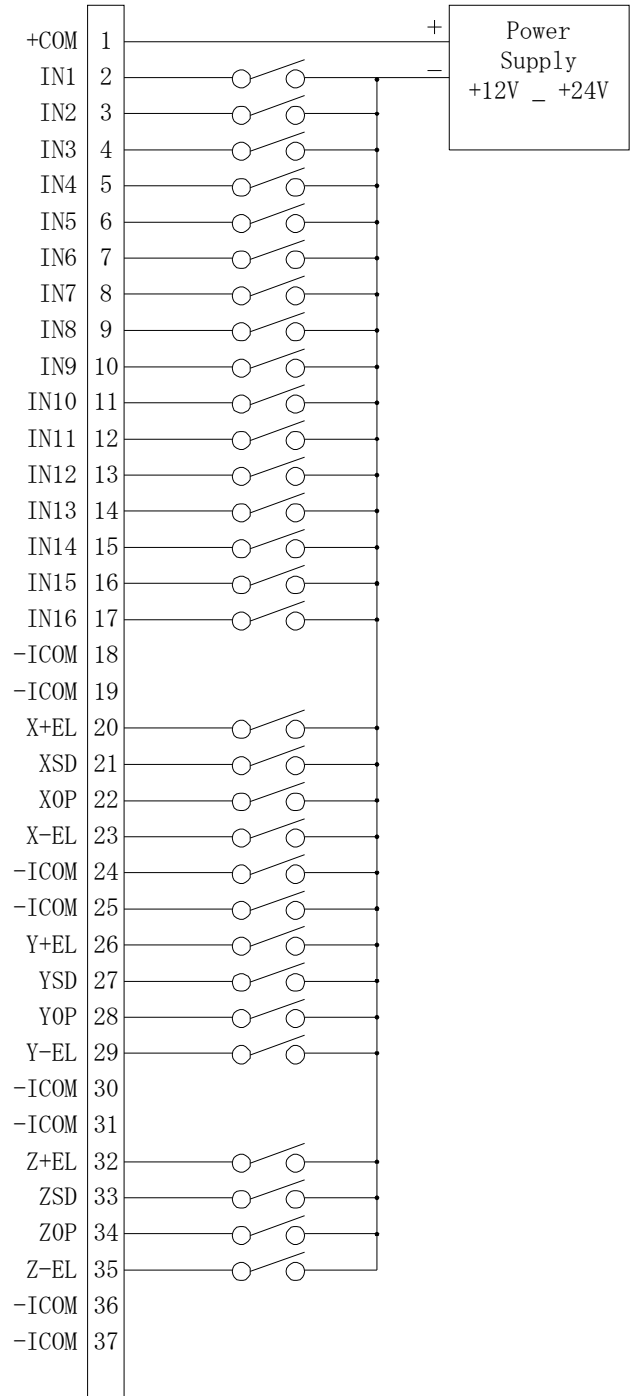 +COM 1
IN1 2
IN2 3
IN3 4
IN4 5
IN5 6
IN6 7
IN7 8
IN8 9
IN9 10
IN10 11
IN11 12
IN12 13
IN13 14
IN14 15
IN15 16
IN16 17
-ICOM 18
-ICOM 19
X+EL 20
XSD 21
XOP 22
X-EL 23
-ICOM 24
-ICOM 25
Y+EL 26
YSD 27
YOP 28
Y-EL 29
-ICOM 30
-ICOM 31
Z+EL 32
ZSD 33
ZOP 34
Z-EL 35
-ICOM 36
-ICOM 37
+
−
Power
Supply
+12V _ +24V